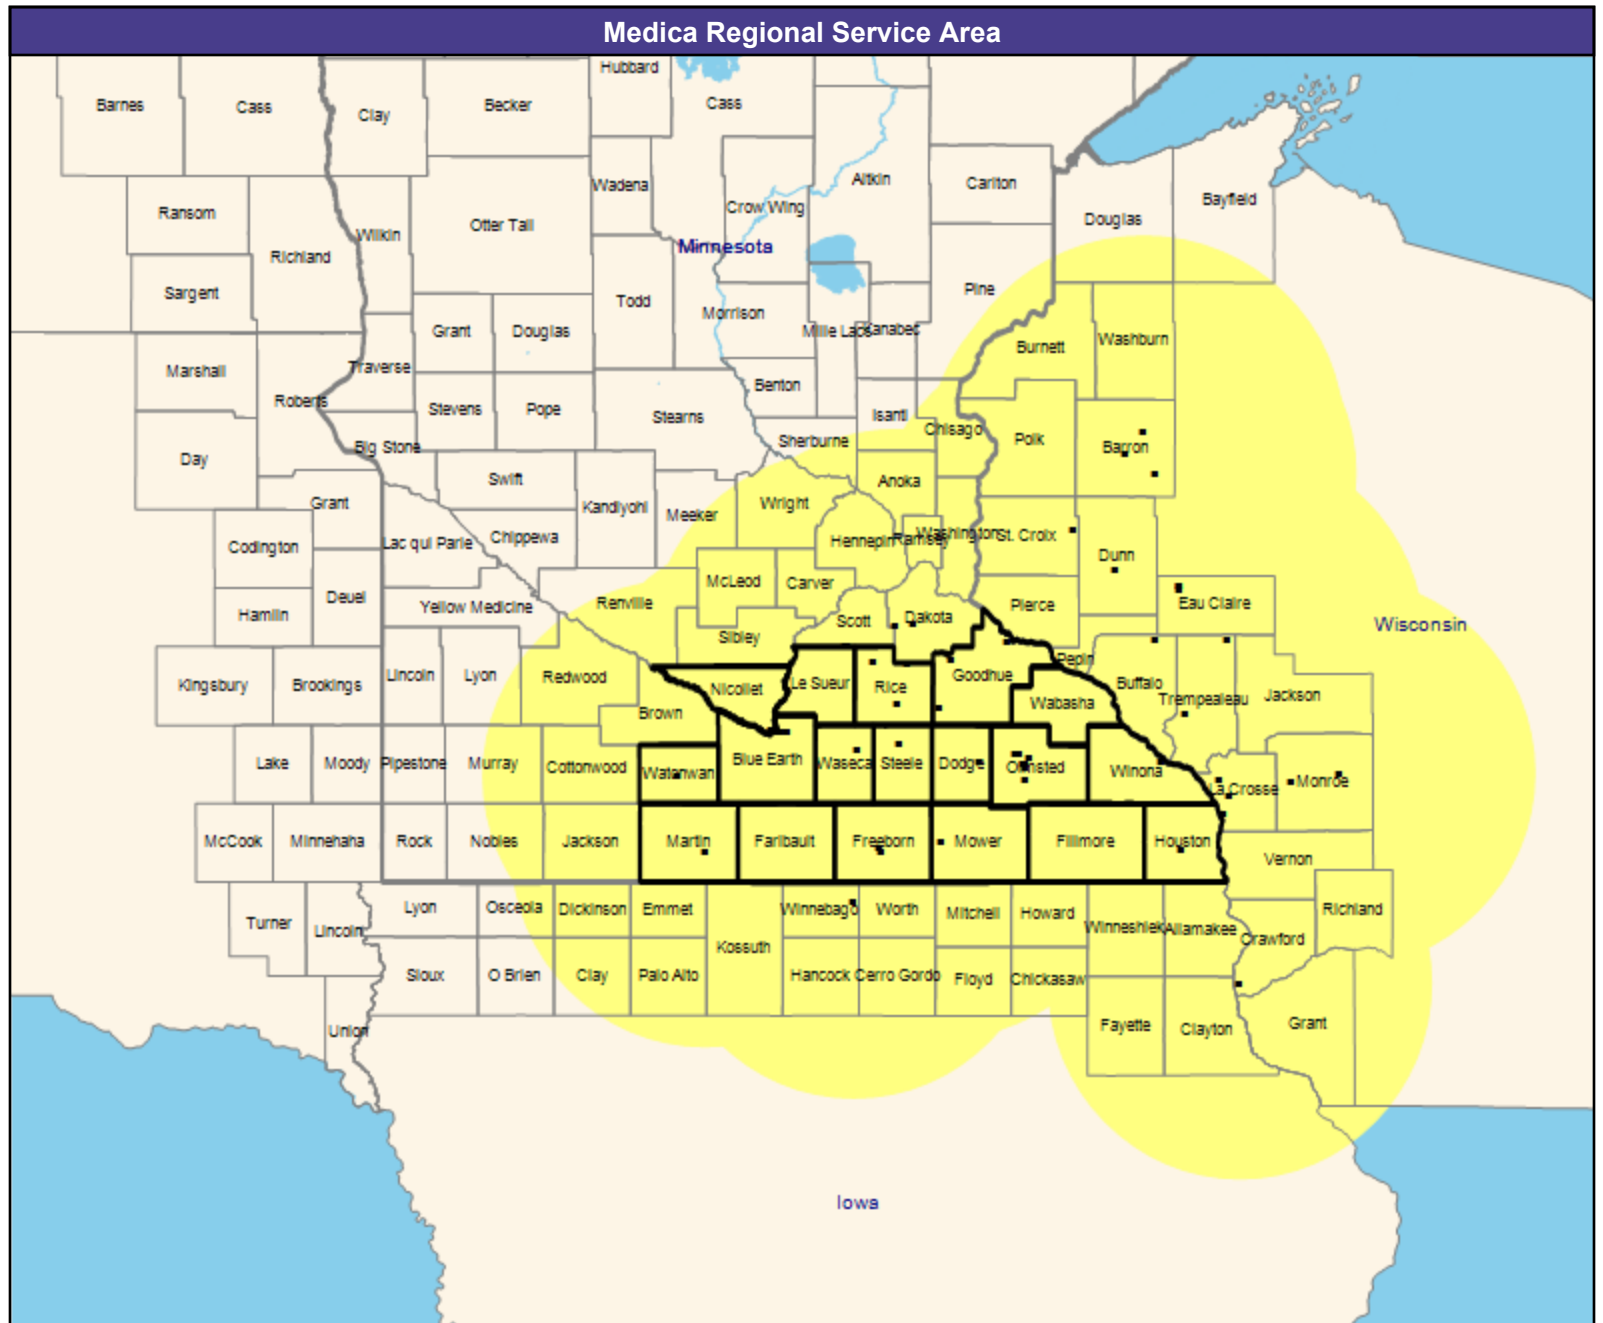 Medica Regional Service Area
Hubbard
Barnes
Cass
Clay
Becker
Cass
Wadena
Aitkin
Carlton
Bayfield
Ransom
Crow Wing
Douglas
Otter Tail
Wilkin
Minnesota
Richland
Sargent
Todd
Pine
Morrison
Grant
Douglas
Mille Lacs
Kanabec
Burnett
Washburn
Marshall
Traverse
Benton
Roberts
Stevens
Pope
Stearns
Isanti
Chisago
Polk
Barron
Big Stone
Sherburne
Day
Swift
Anoka
Grant
Kandiyohi
Meeker
Wright
Codington
Lac qui Parle
Chippewa
Hennepin
Ramsey
Washington
St. Croix
Dunn
Deuel
McLeod
Carver
Hamlin
Yellow Medicine
Renville
Pierce
Eau Claire
Scott
Dakota
Wisconsin
Sibley
Pepin
Kingsbury
Brookings
Lincoln
Lyon
Redwood
Nicollet
Le Sueur
Rice
Goodhue
Buffalo
Trempealeau
Jackson
Brown
Wabasha
Lake
Moody
Pipestone
Murray
Cottonwood
Watonwan
Blue Earth
Waseca
Steele
Dodge
Olmsted
Winona
La Crosse
Monroe
McCook
Minnehaha
Rock
Nobles
Jackson
Martin
Faribault
Freeborn
Mower
Fillmore
Houston
Vernon
Turner
Lincoln
Lyon
Osceola
Dickinson
Emmet
Kossuth
Winnebago
Worth
Mitchell
Howard
Winneshiek
Allamakee
Crawford
Richland
Sioux
O Brien
Clay
Palo Alto
Hancock
Cerro Gordo
Floyd
Chickasaw
Union
Fayette
Clayton
Grant
Iowa